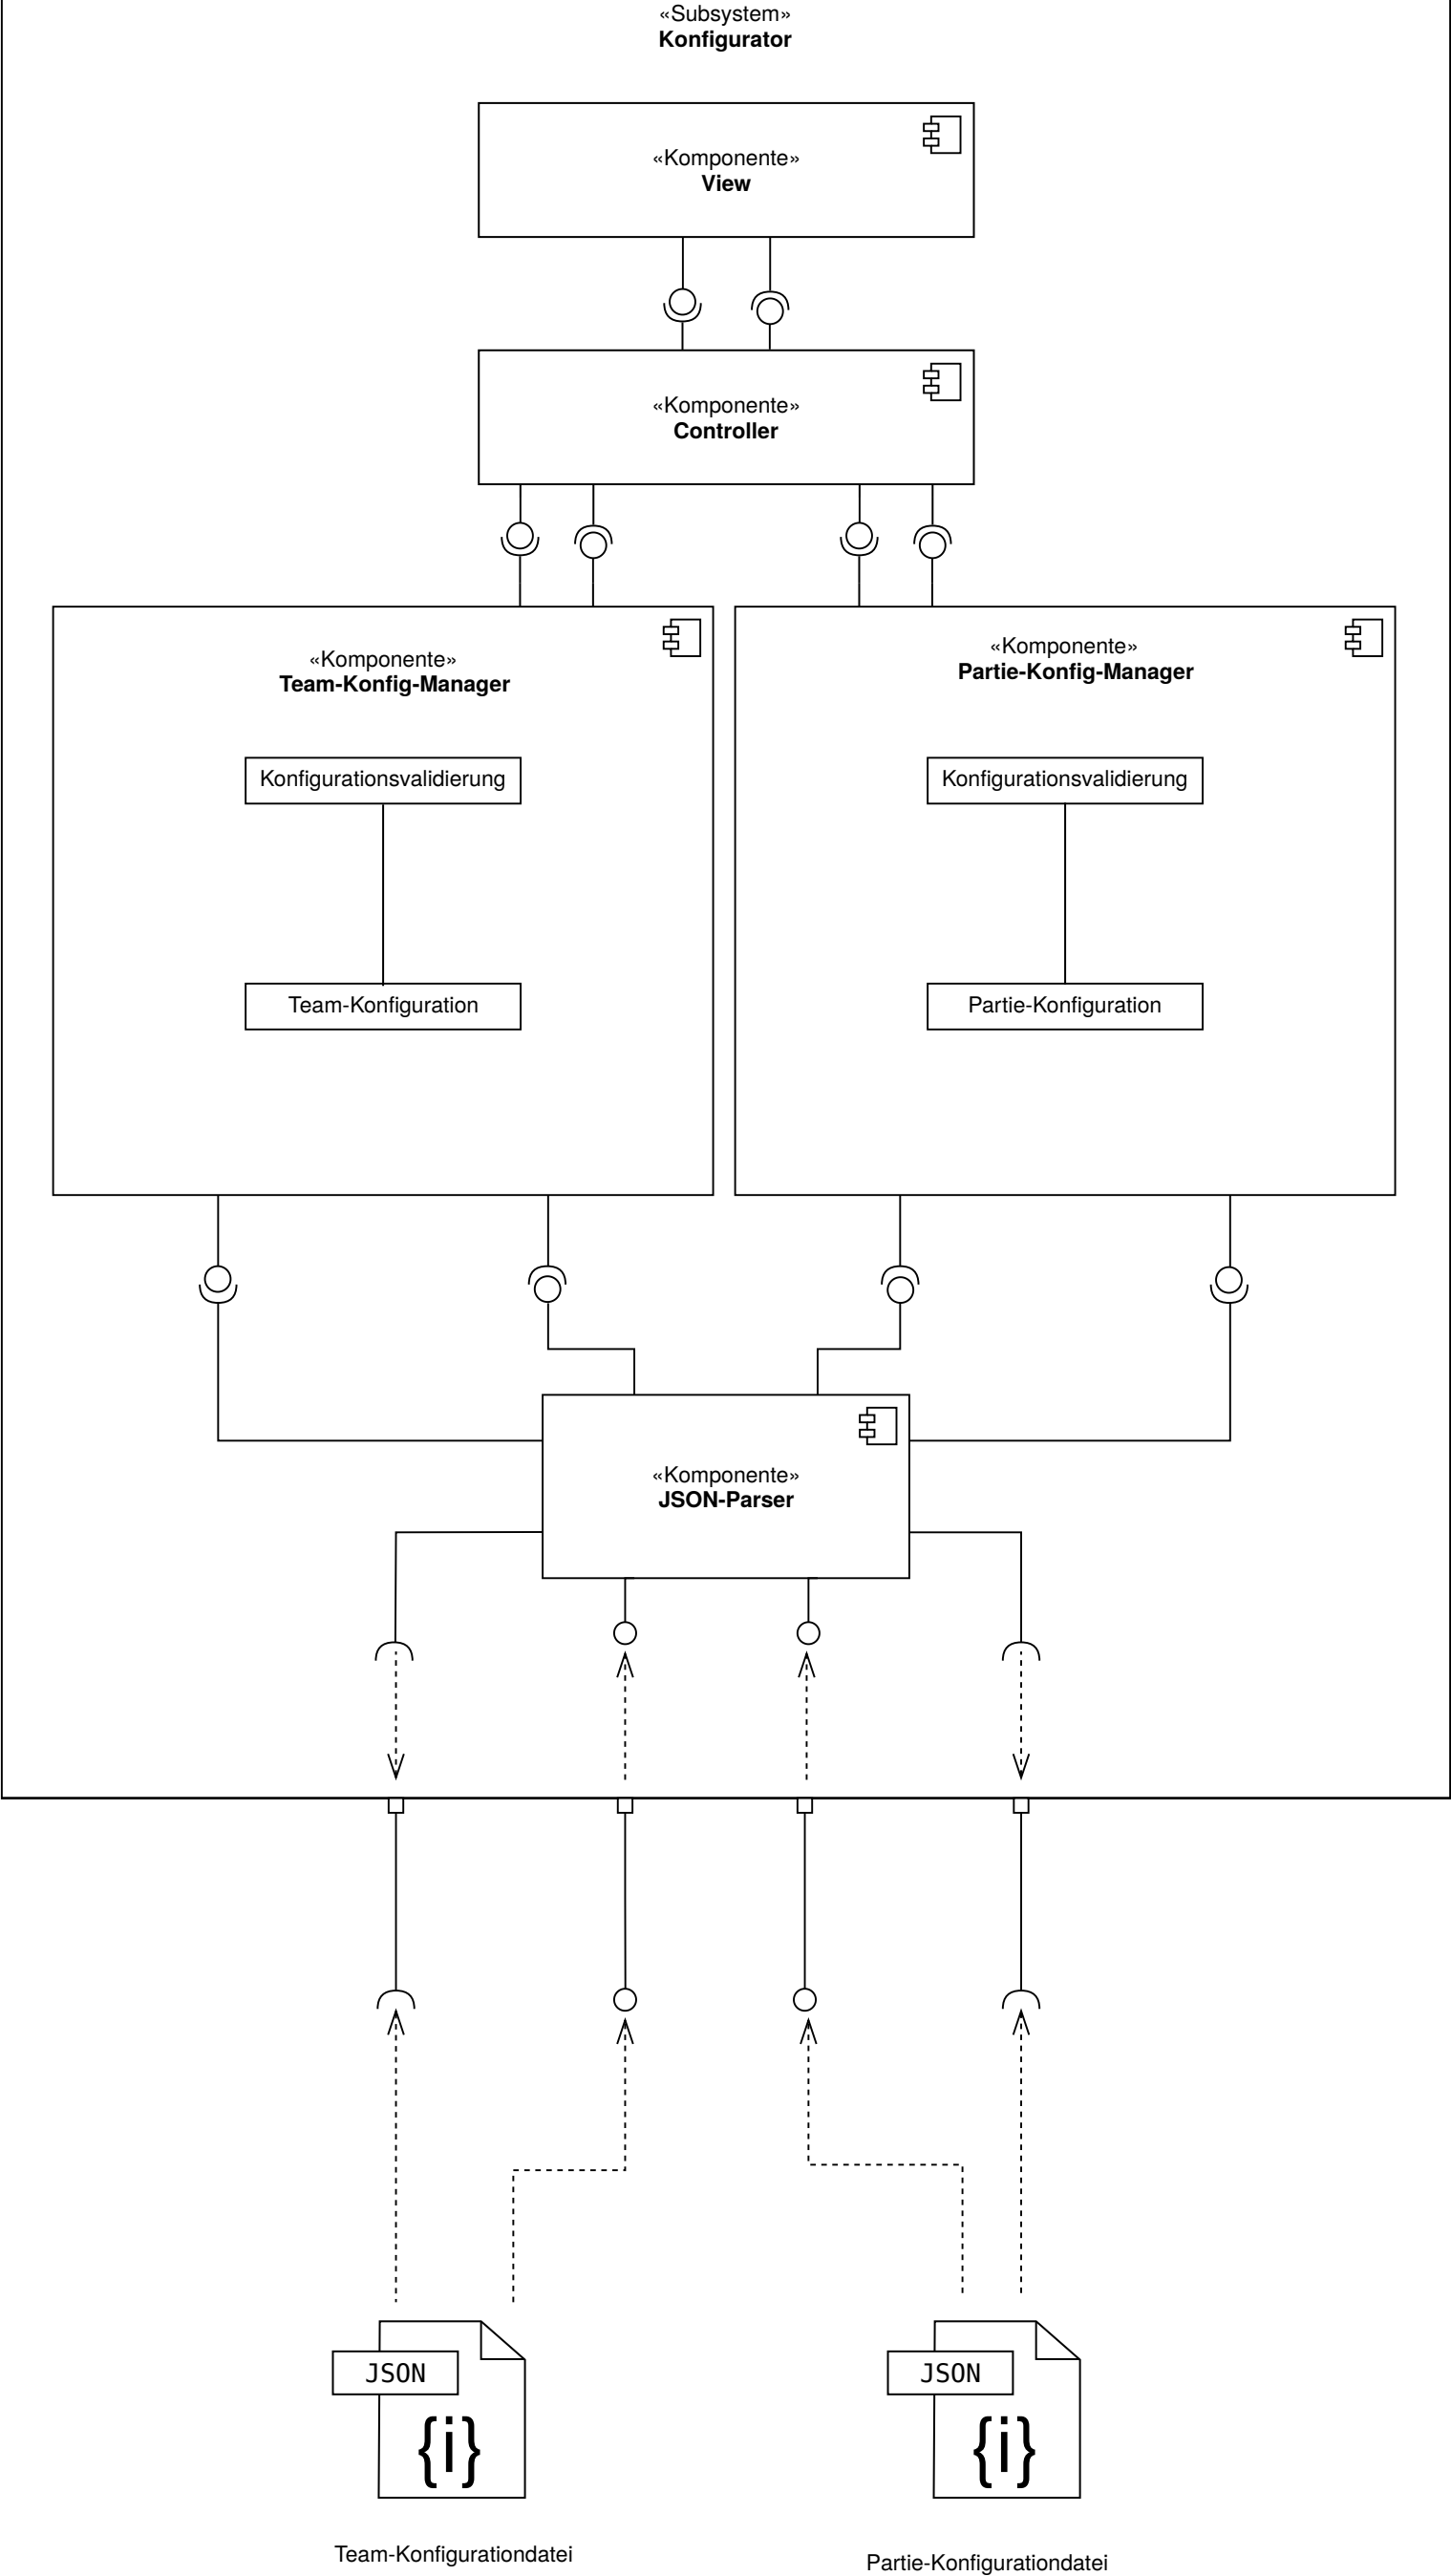 «Subsystem»
Konfigurator
«Komponente»
View
«Komponente»
Controller
«Komponente»
Team-Konfig-Manager
Konfigurationsvalidierung
Team-Konfiguration
«Komponente»
Partie-Konfig-Manager
Konfigurationsvalidierung
Partie-Konfiguration
«Komponente»
JSON-Parser
JSON
{i}
Team-Konfigurationdatei
JSON
{i}
Partie-Konfigurationdatei